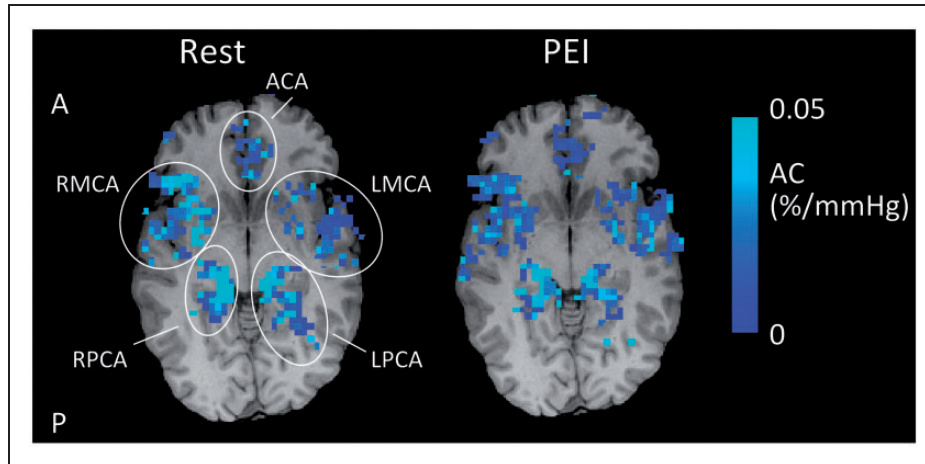 Rest
PEI
ACA
A
0.05
RMCA
LMCA
AC
(%/mmHg)
0
RPCA
LPCA
P